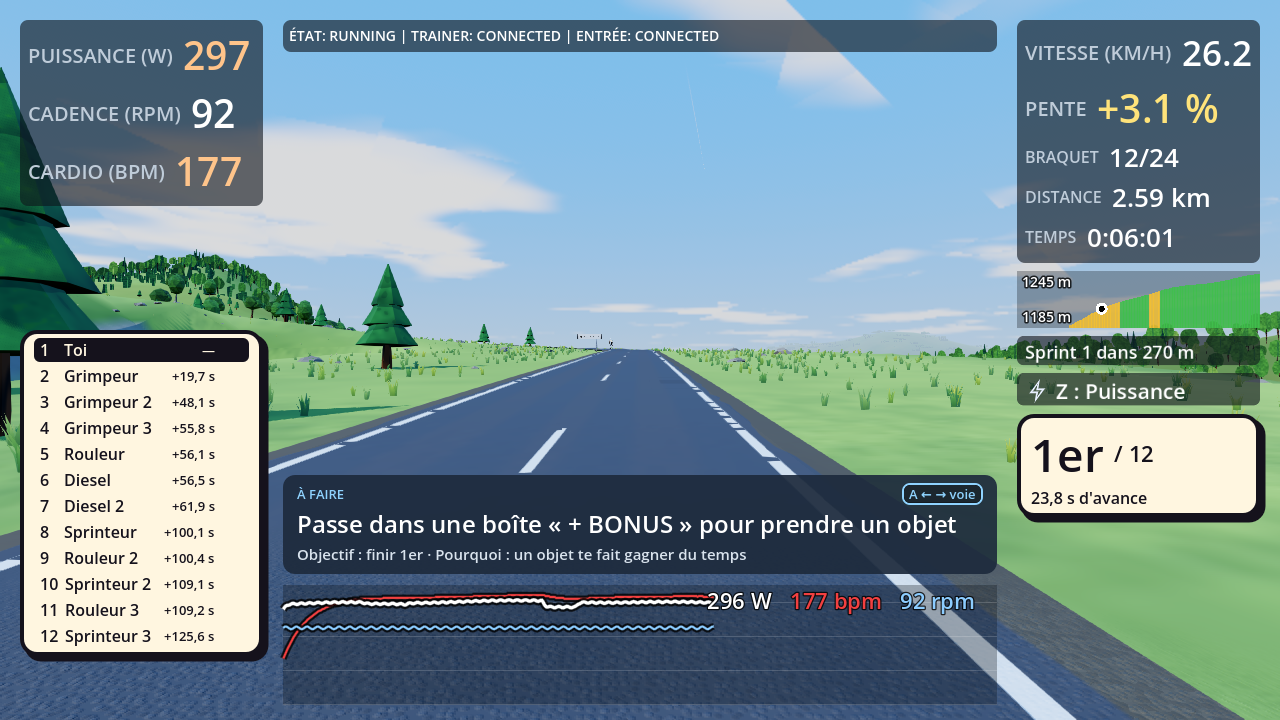 PUISSANCE (W) 297
CADENCE (RPM) 92
CARDIO (BPM) 177
ÉTAT: RUNNING | TRAINER: CONNECTED | ENTRÉE: CONNECTED
VITESSE (KM/H) 26.2
PENTE +3.1 %
BRAQUET 12/24
DISTANCE 2.59 km
TEMPS 0:06:01
1245 m
1185 m
Sprint 1 dans 270 m
Z : Puissance
1er / 12
23,8 s d'avance
1 Toi —
2 Grimpeur +19,7 s
3 Grimpeur 2 +48,1 s
4 Grimpeur 3 +55,8 s
5 Rouleur +56,1 s
6 Diesel +56,5 s
7 Diesel 2 +61,9 s
8 Sprinteur +100,1 s
9 Rouleur 2 +100,4 s
10 Sprinteur 2 +109,1 s
11 Rouleur 3 +109,2 s
12 Sprinteur 3 +125,6 s
À FAIRE
A ← → voie
Passe dans une boîte « + BONUS » pour prendre un objet
Objectif : finir 1er · Pourquoi : un objet te fait gagner du temps
296 W 177 bpm 92 rpm